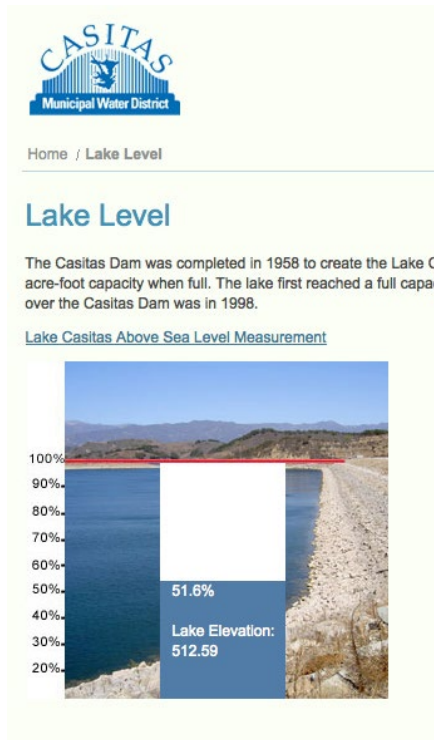 CASITAS
Municipal Water District
Home / Lake Level
Lake Level
The Casitas Dam was completed in 1958 to create the Lake
acre-foot capacity when full. The lake first reached a full
over the Casitas Dam was in 1998.
Lake Casitas Above Sea Level Measurement
100%
90%
80%
70%
60%
50%
40%
30%
20%
51.6%
Lake Elevation:
512.59